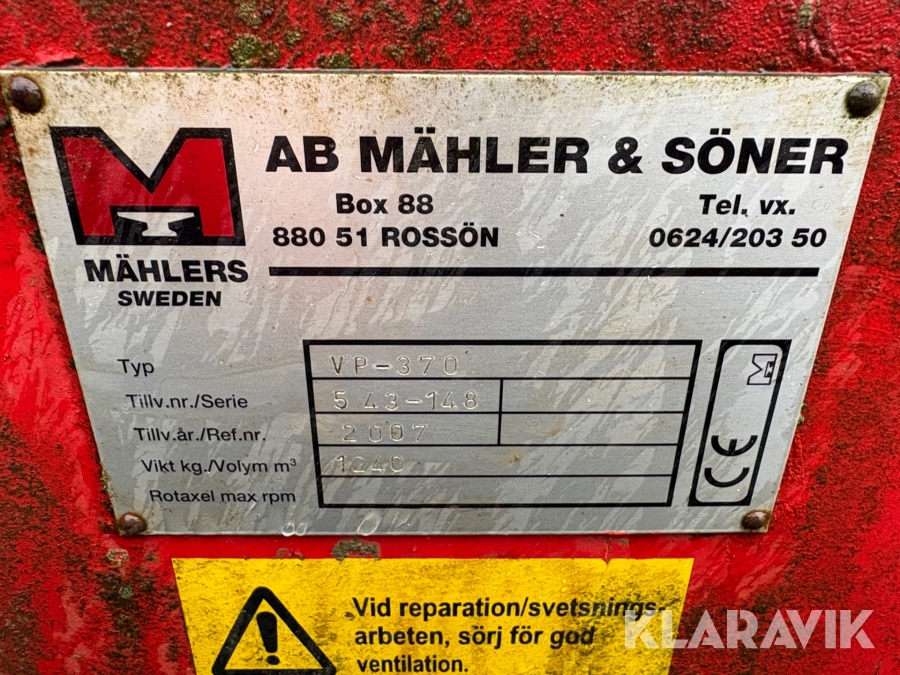 AB MÄHLER & SÖNER
Box 88
Tel. vx.
880 51 ROSSÖN
0624/203 50
MÄHLERS
SWEDEN
Typ VP-370
Tillv.nr./Serie 543-148
Tillv.år./Ref.nr. 2007
Vikt kg./Volym m³ 1240
Rotaxel max rpm
CE
Vid reparation/svetsnings-
arbeten, sörj för god
ventilation.
KLARAVIK